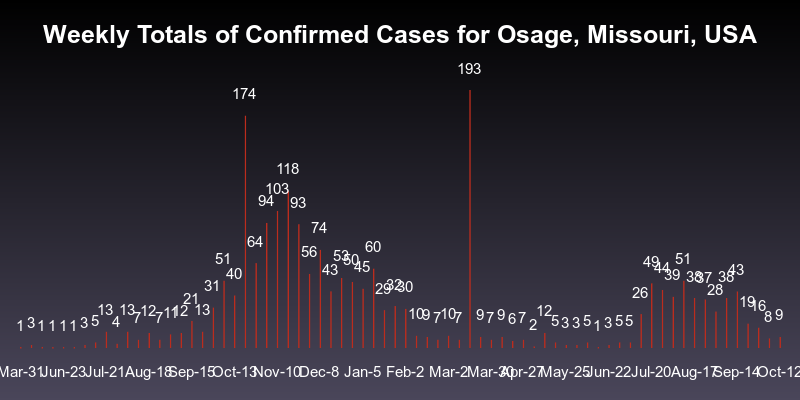 Weekly Totals of Confirmed Cases for Osage, Missouri, USA
1 3 1 1 1 1 3 5 13 4 13 7 12 7 11 12 21 13 31 51 40 174 64 94 103 118 93 56 74 43 53 50 45 60 29 32 30 10 9 7 10 7 193 9 7 9 6 7 2 12 5 3 3 5 1 3 5 5 26 49 44 39 51 38 37 28 38 43 19 16 8 9
Mar-31 Jun-23 Jul-21 Aug-18 Sep-15 Oct-13 Nov-10 Dec-8 Jan-5 Feb-2 Mar-2 Mar-30 Apr-27 May-25 Jun-22 Jul-20 Aug-17 Sep-14 Oct-12